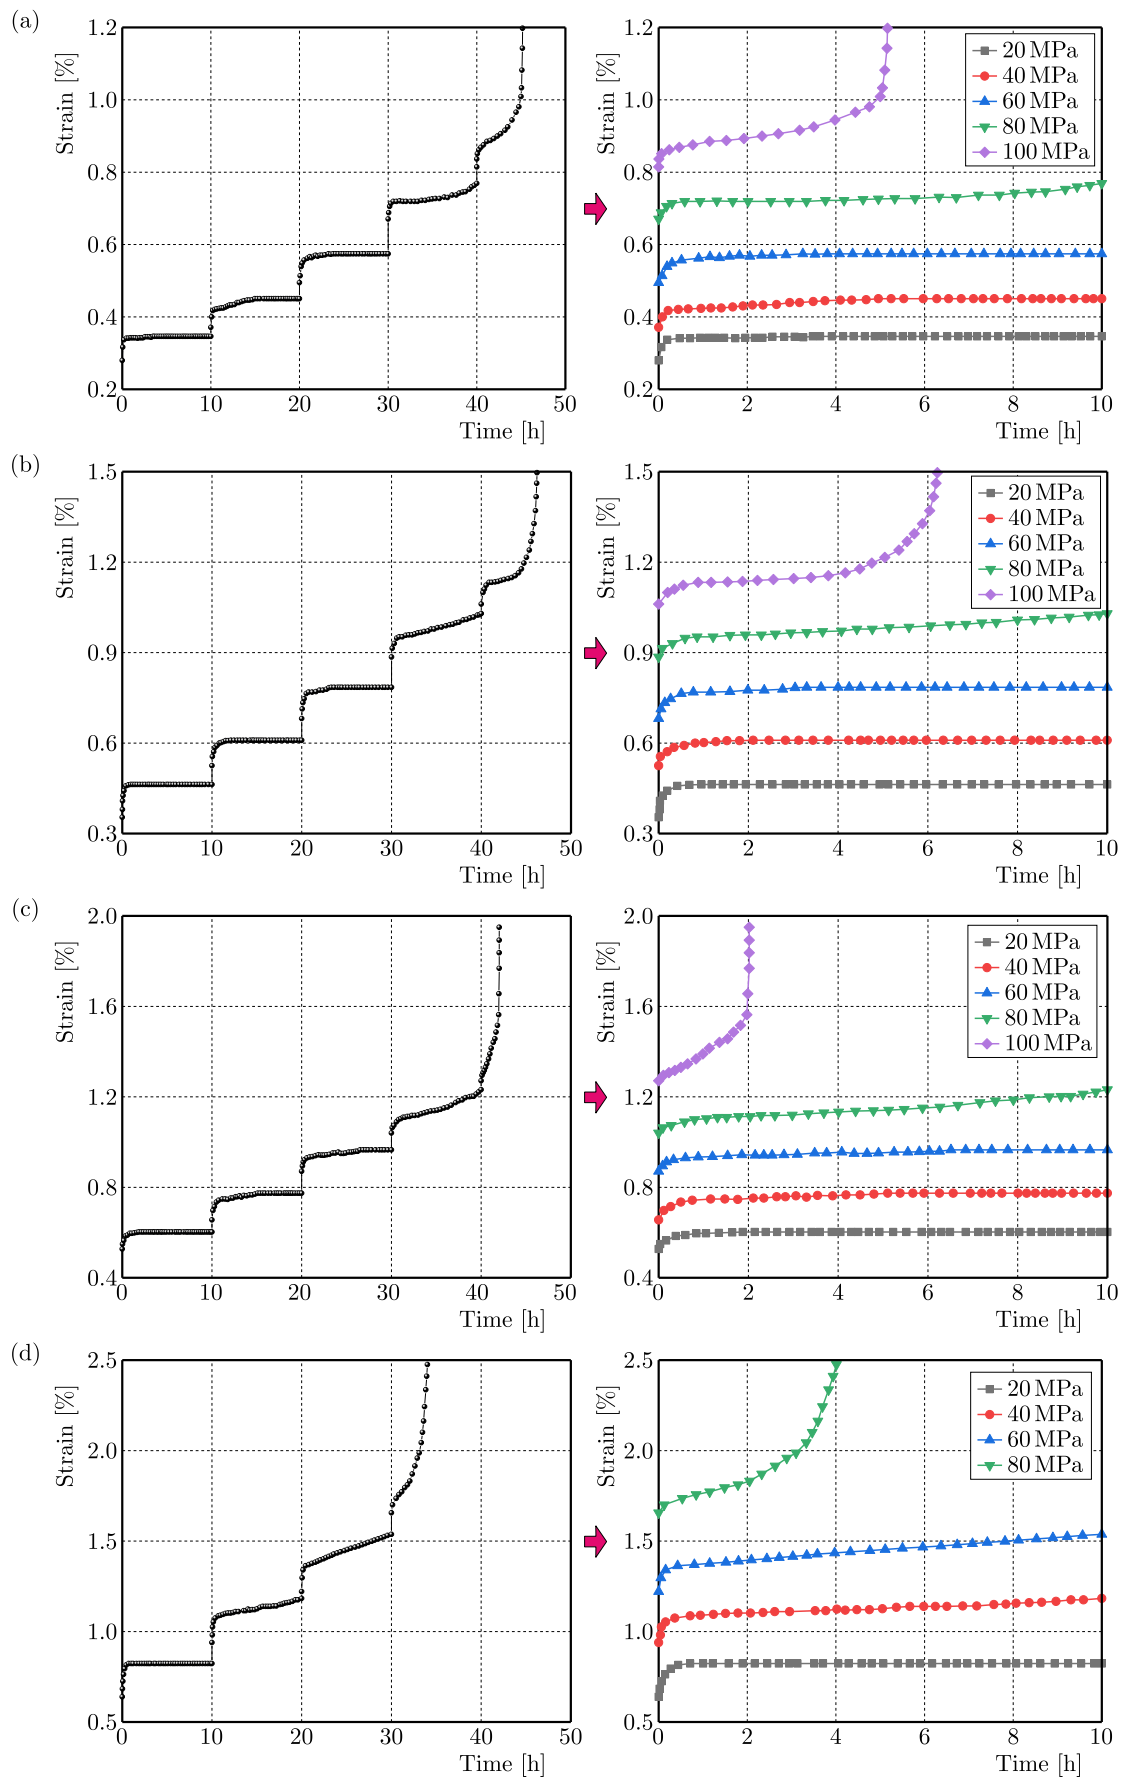 (a)
1.2
1.0
0.8
0.6
0.4
0.2
Strain [%]
0 10 20 30 40 50
Time [h]
1.2
1.0
0.8
0.6
0.4
0.2
Strain [%]
0 2 4 6 8 10
Time [h]
20 MPa
40 MPa
60 MPa
80 MPa
100 MPa
(b)
1.5
1.2
0.9
0.6
0.3
Strain [%]
0 10 20 30 40 50
Time [h]
1.5
1.2
0.9
0.6
0.3
Strain [%]
0 2 4 6 8 10
Time [h]
20 MPa
40 MPa
60 MPa
80 MPa
100 MPa
(c)
2.0
1.6
1.2
0.8
0.4
Strain [%]
0 10 20 30 40 50
Time [h]
2.0
1.6
1.2
0.8
0.4
Strain [%]
0 2 4 6 8 10
Time [h]
20 MPa
40 MPa
60 MPa
80 MPa
100 MPa
(d)
2.5
2.0
1.5
1.0
0.5
Strain [%]
0 10 20 30 40 50
Time [h]
2.5
2.0
1.5
1.0
0.5
Strain [%]
0 2 4 6 8 10
Time [h]
20 MPa
40 MPa
60 MPa
80 MPa